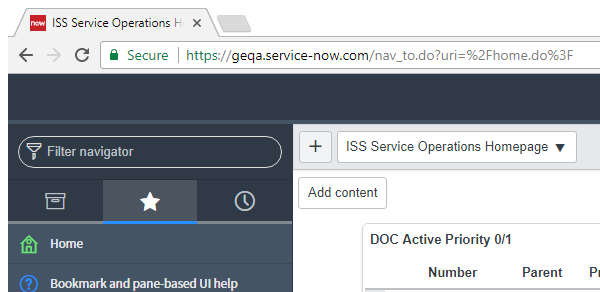 now ISS Service Operations H
Secure https://geqa.service-now.com/nav_to.do?uri=%2Fhome.do%3F
Filter navigator
+ ISS Service Operations Homepage
Add content
Home
DOC Active Priority 0/1
Number Parent
Bookmark and pane-based UI help